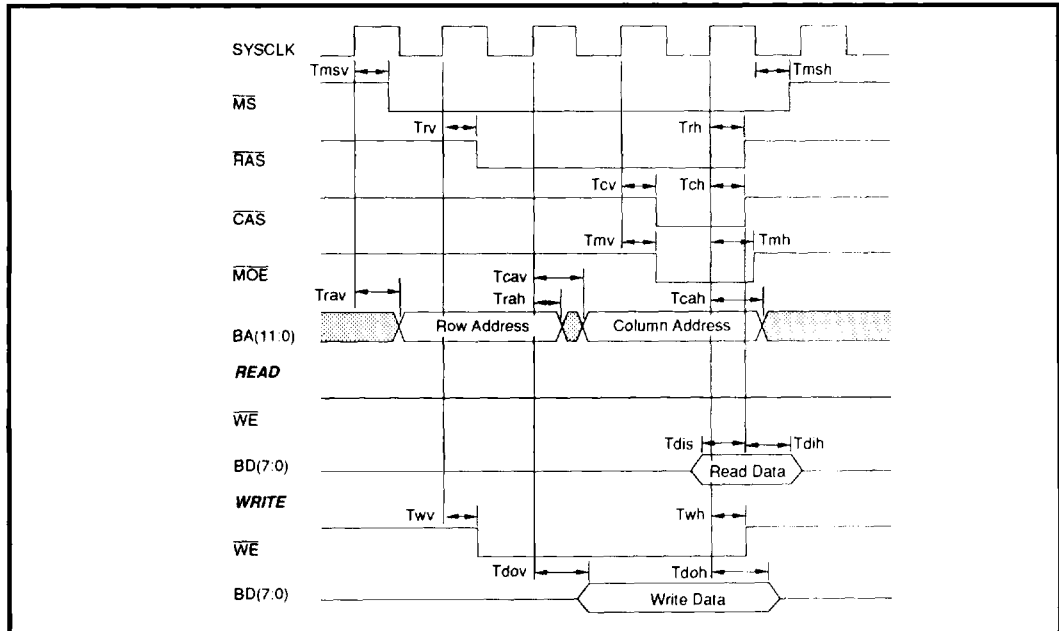 SYSCLK
Tmsv Tmsh
MS
Trv Trh
RAS
Tcv Tch
CAS
Tmv Tmh
MOE
Tcav
Trav Trah Tcah
Row Address Column Address
BA(11:0)
READ
WE
Tdis Tdih
BD(7:0) Read Data
WRITE
Twv Twh
WE
Tdov Tdoh
BD(7:0) Write Data